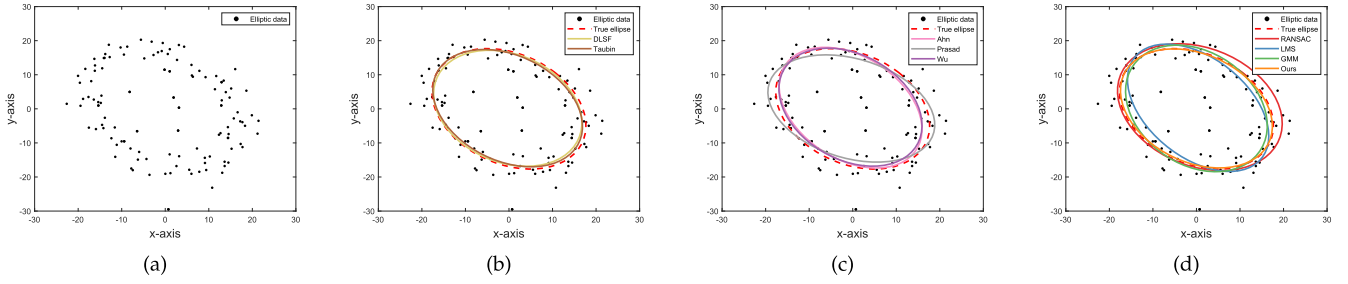 Elliptic data
30
20
10
0
-10
-20
-30
y-axis
-30 -20 -10 0 10 20 30
x-axis
(a)
Elliptic data
True ellipse
DLSF
Taubin
30
20
10
0
-10
-20
-30
y-axis
-30 -20 -10 0 10 20 30
x-axis
(b)
Elliptic data
True ellipse
Ahn
Prasad
Wu
30
20
10
0
-10
-20
-30
y-axis
-30 -20 -10 0 10 20 30
x-axis
(c)
Elliptic data
True ellipse
RANSAC
LMS
GMM
Ours
30
20
10
0
-10
-20
-30
y-axis
-30 -20 -10 0 10 20 30
x-axis
(d)